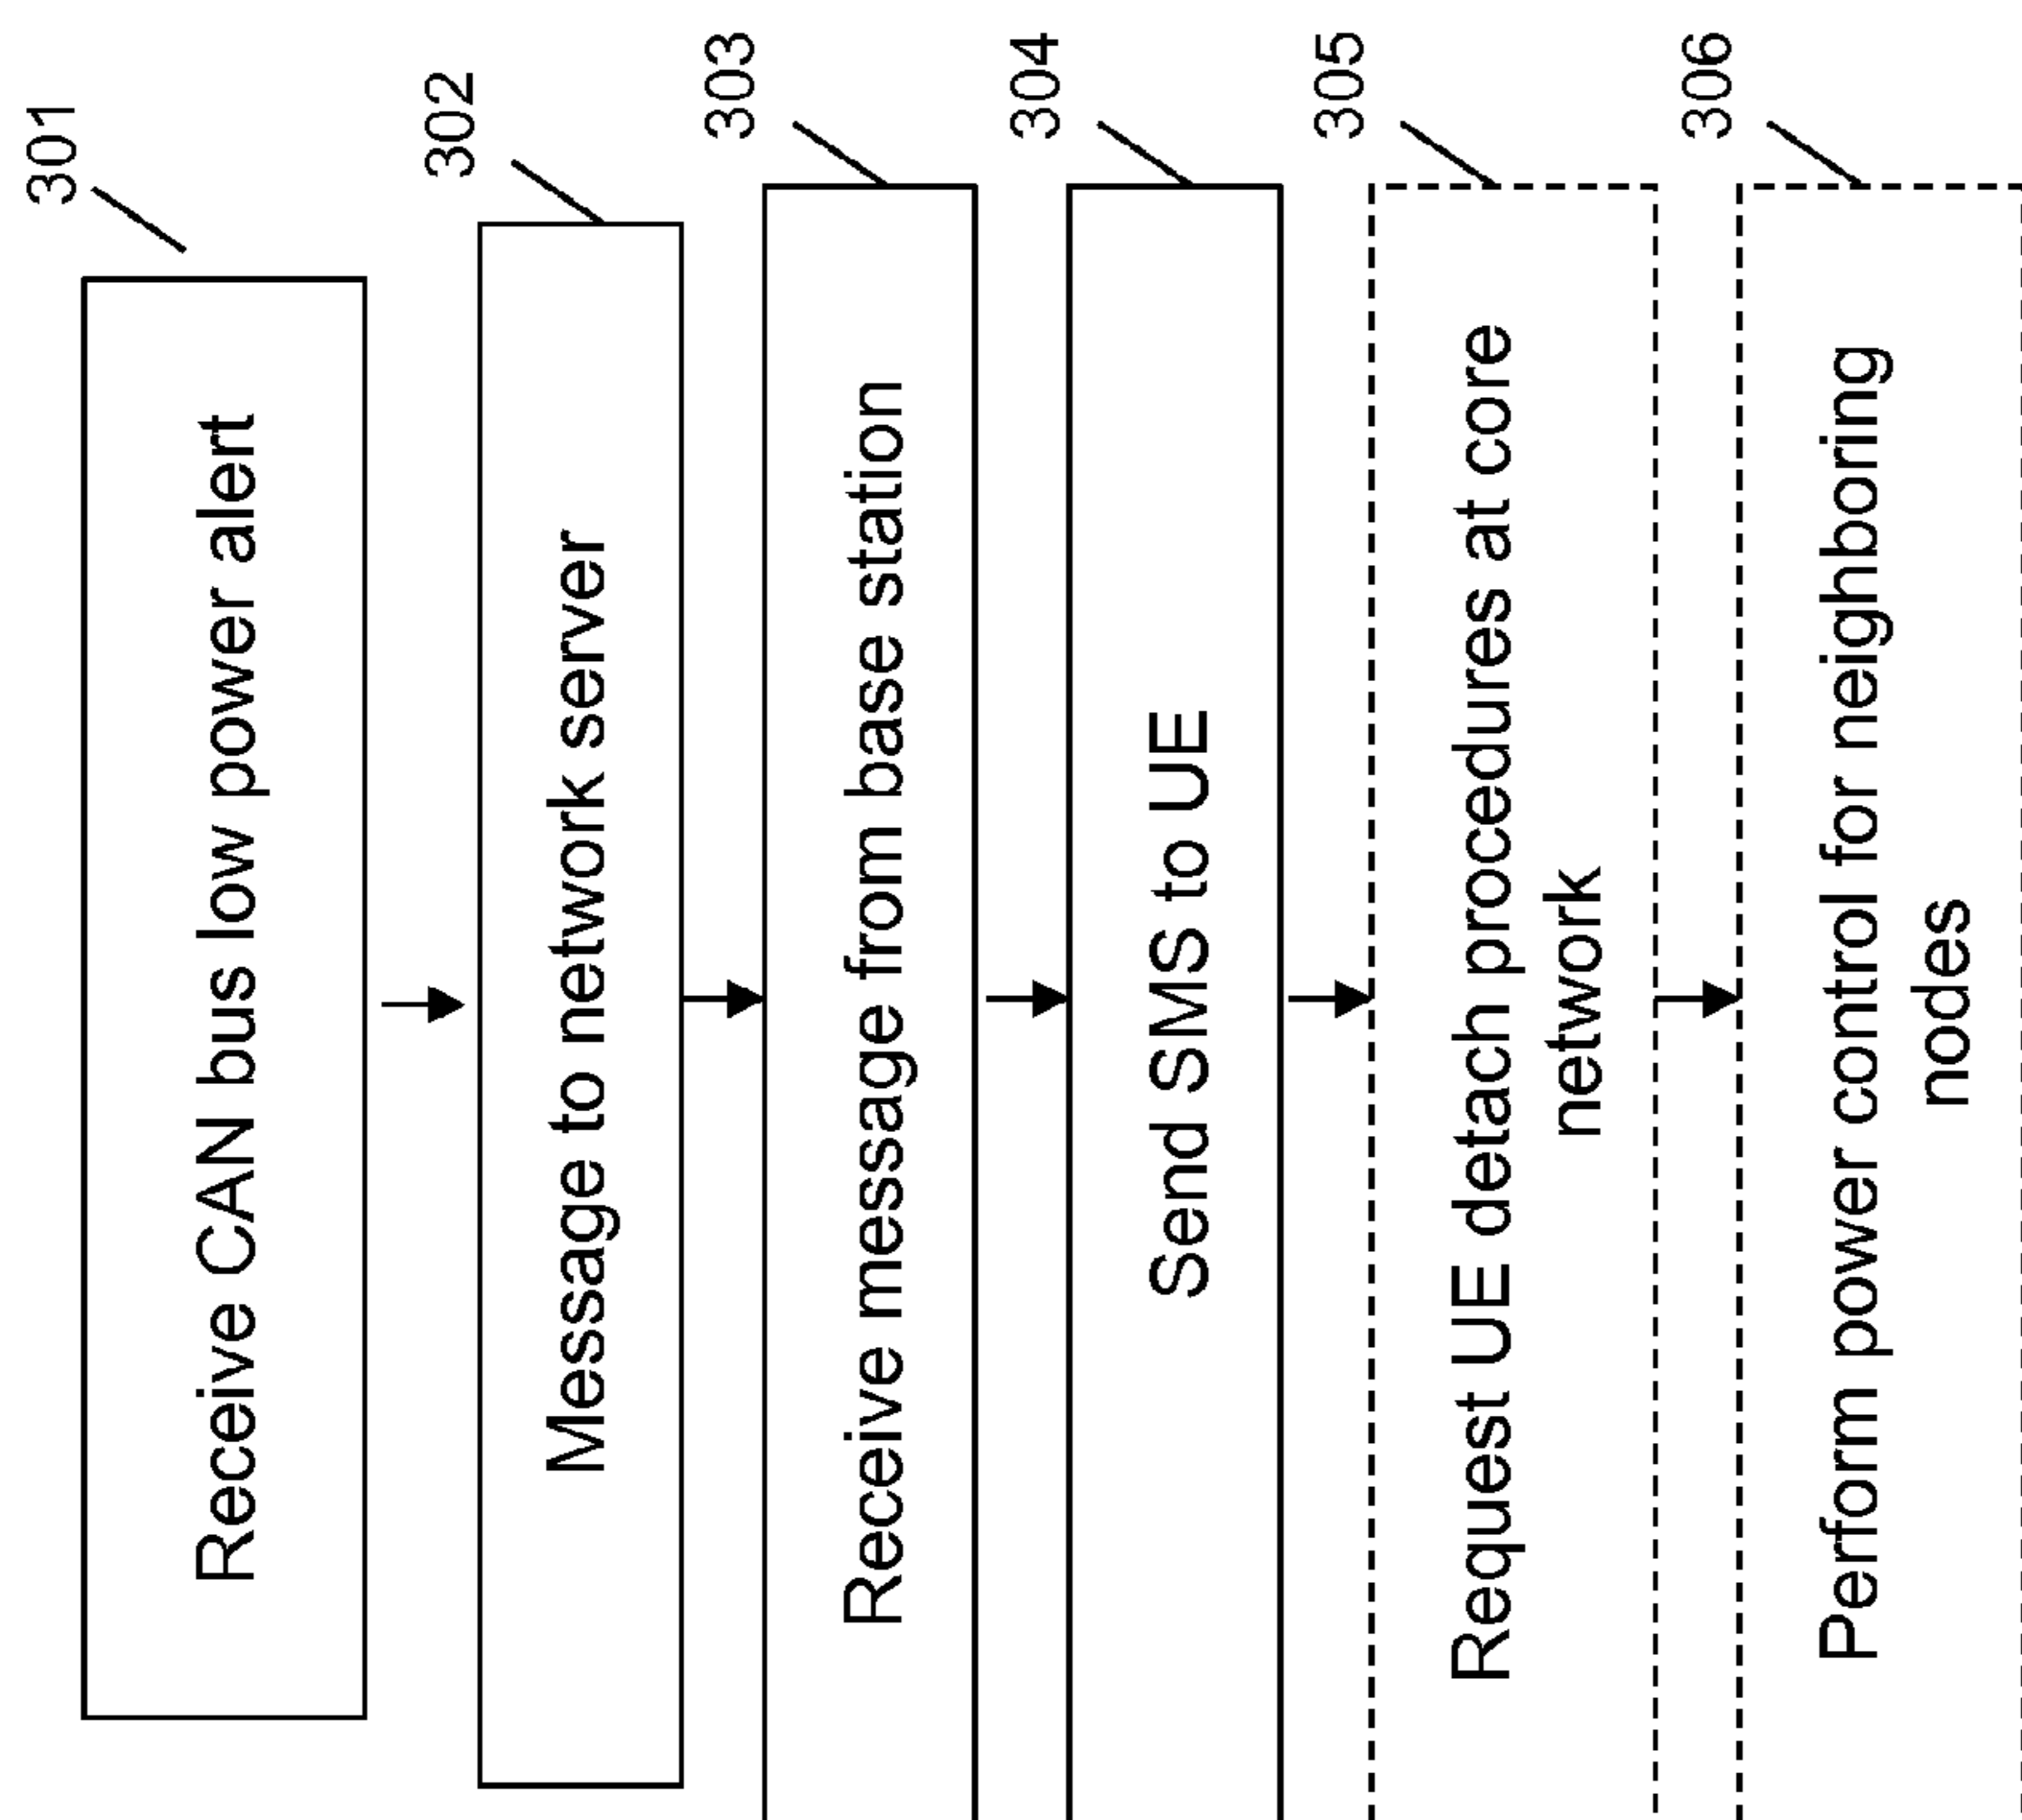 301
Receive CAN bus low power alert
302
Message to network server
303
Receive message from base station
304
Send SMS to UE
305
Request UE detach procedures at core
network
306
Perform power control for neighboring
nodes